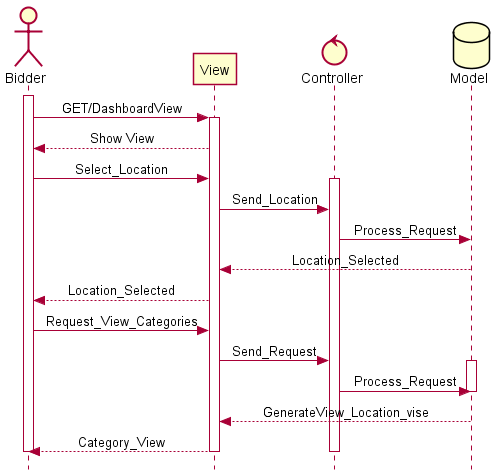 Bidder
View
Controller
Model
GET/DashboardView
Show View
Select_Location
Send_Location
Process_Request
Location_Selected
Location_Selected
Request_View_Categories
Send_Request
Process_Request
GenerateView_Location_vise
Category_View